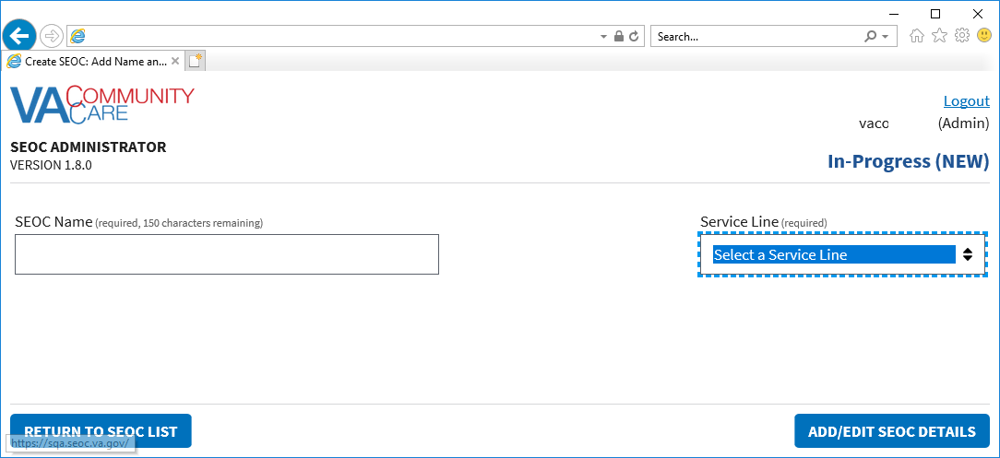 Search...
Create SEOC: Add Name an...
VA COMMUNITY CARE
Logout
vaco (Admin)
SEOC ADMINISTRATOR
VERSION 1.8.0
In-Progress (NEW)
SEOC Name (required, 150 characters remaining)
Service Line (required)
Select a Service Line
RETURN TO SEOC LIST
ADD/EDIT SEOC DETAILS
https://sqa.seoc.va.gov/